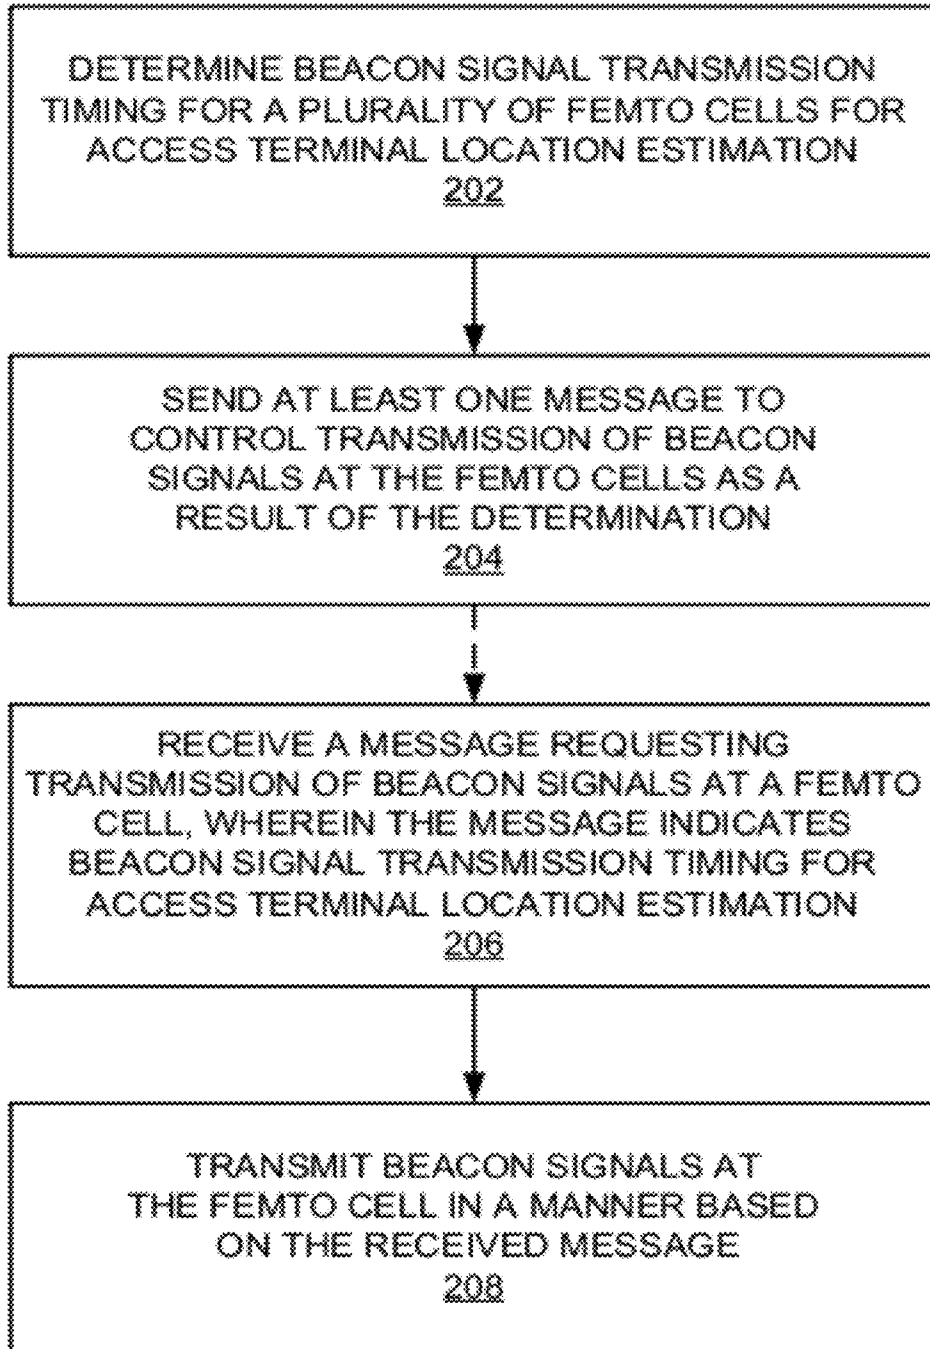 DETERMINE BEACON SIGNAL TRANSMISSION
TIMING FOR A PLURALITY OF FEMTO CELLS FOR
ACCESS TERMINAL LOCATION ESTIMATION
202
SEND AT LEAST ONE MESSAGE TO
CONTROL TRANSMISSION OF BEACON
SIGNALS AT THE FEMTO CELLS AS A
RESULT OF THE DETERMINATION
204
RECEIVE A MESSAGE REQUESTING
TRANSMISSION OF BEACON SIGNALS AT A FEMTO
CELL, WHEREIN THE MESSAGE INDICATES
BEACON SIGNAL TRANSMISSION TIMING FOR
ACCESS TERMINAL LOCATION ESTIMATION
206
TRANSMIT BEACON SIGNALS AT
THE FEMTO CELL IN A MANNER BASED
ON THE RECEIVED MESSAGE
208